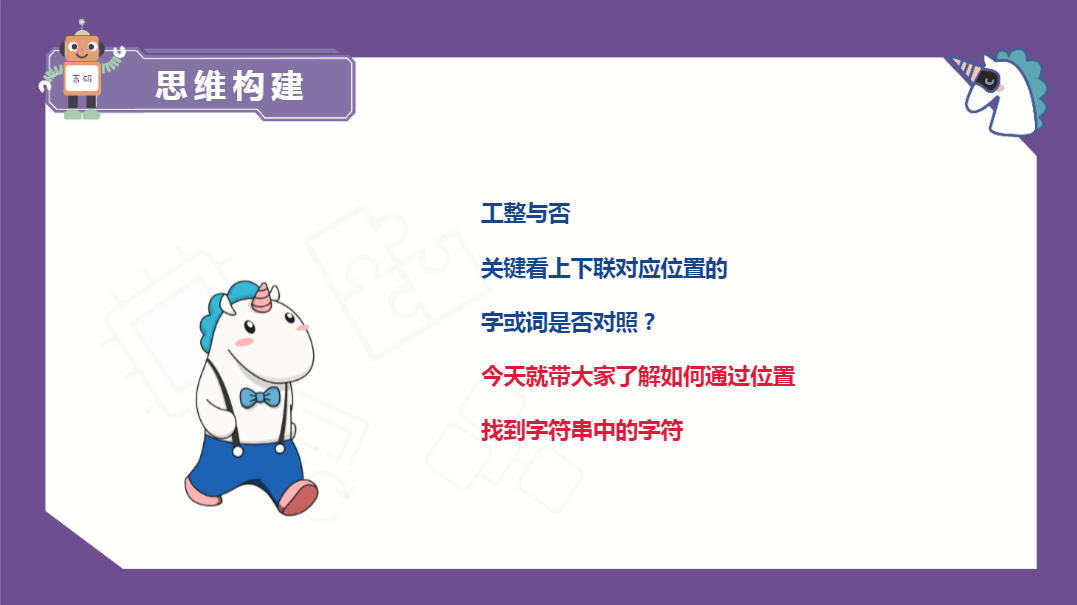 吉码
思维构建
工整与否
关键看上下联对应位置的
字或词是否对照？
今天就带大家了解如何通过位置
找到字符串中的字符